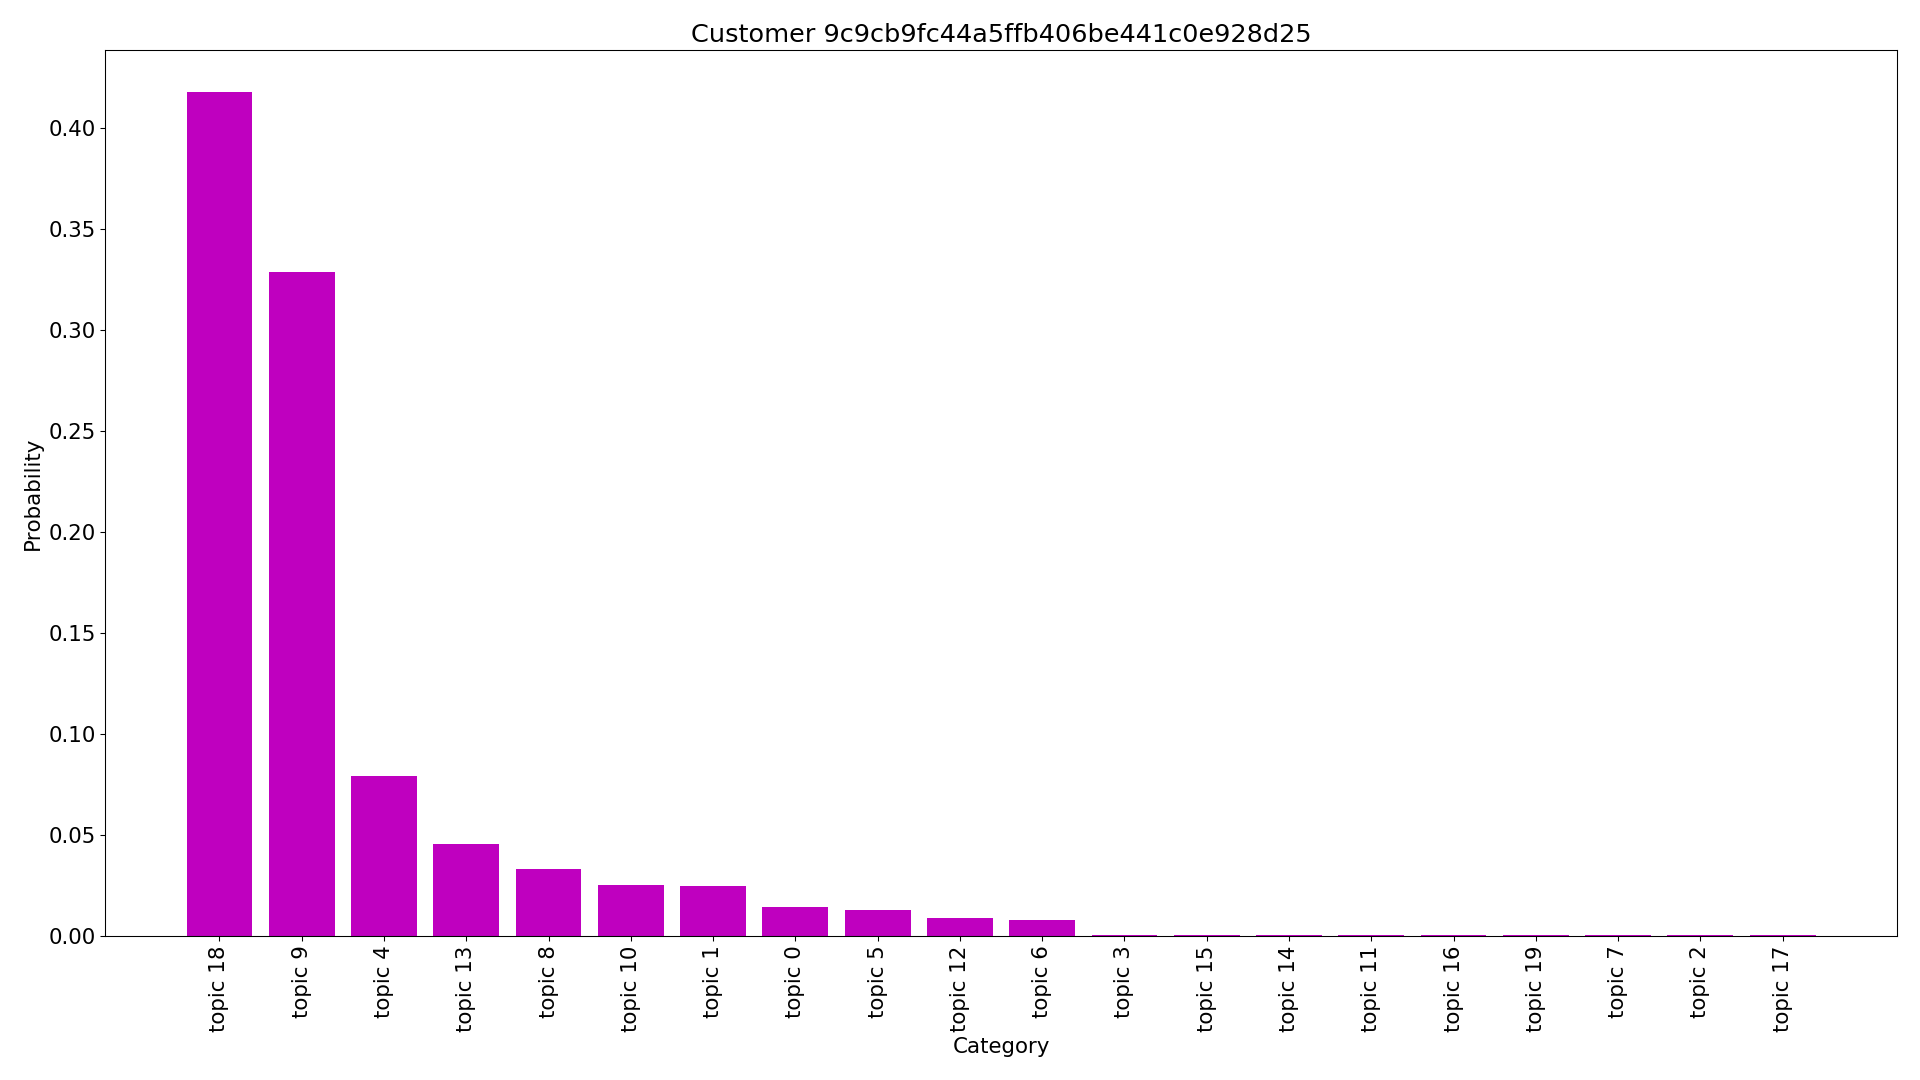 Customer 9c9cb9fc44a5ffb406be441c0e928d25
Probability
0.40
0.35
0.30
0.25
0.20
0.15
0.10
0.05
0.00
topic 18
topic 9
topic 4
topic 13
topic 8
topic 10
topic 1
topic 0
topic 5
topic 12
topic 6
topic 3
topic 15
topic 14
topic 11
topic 16
topic 19
topic 7
topic 2
topic 17
Category